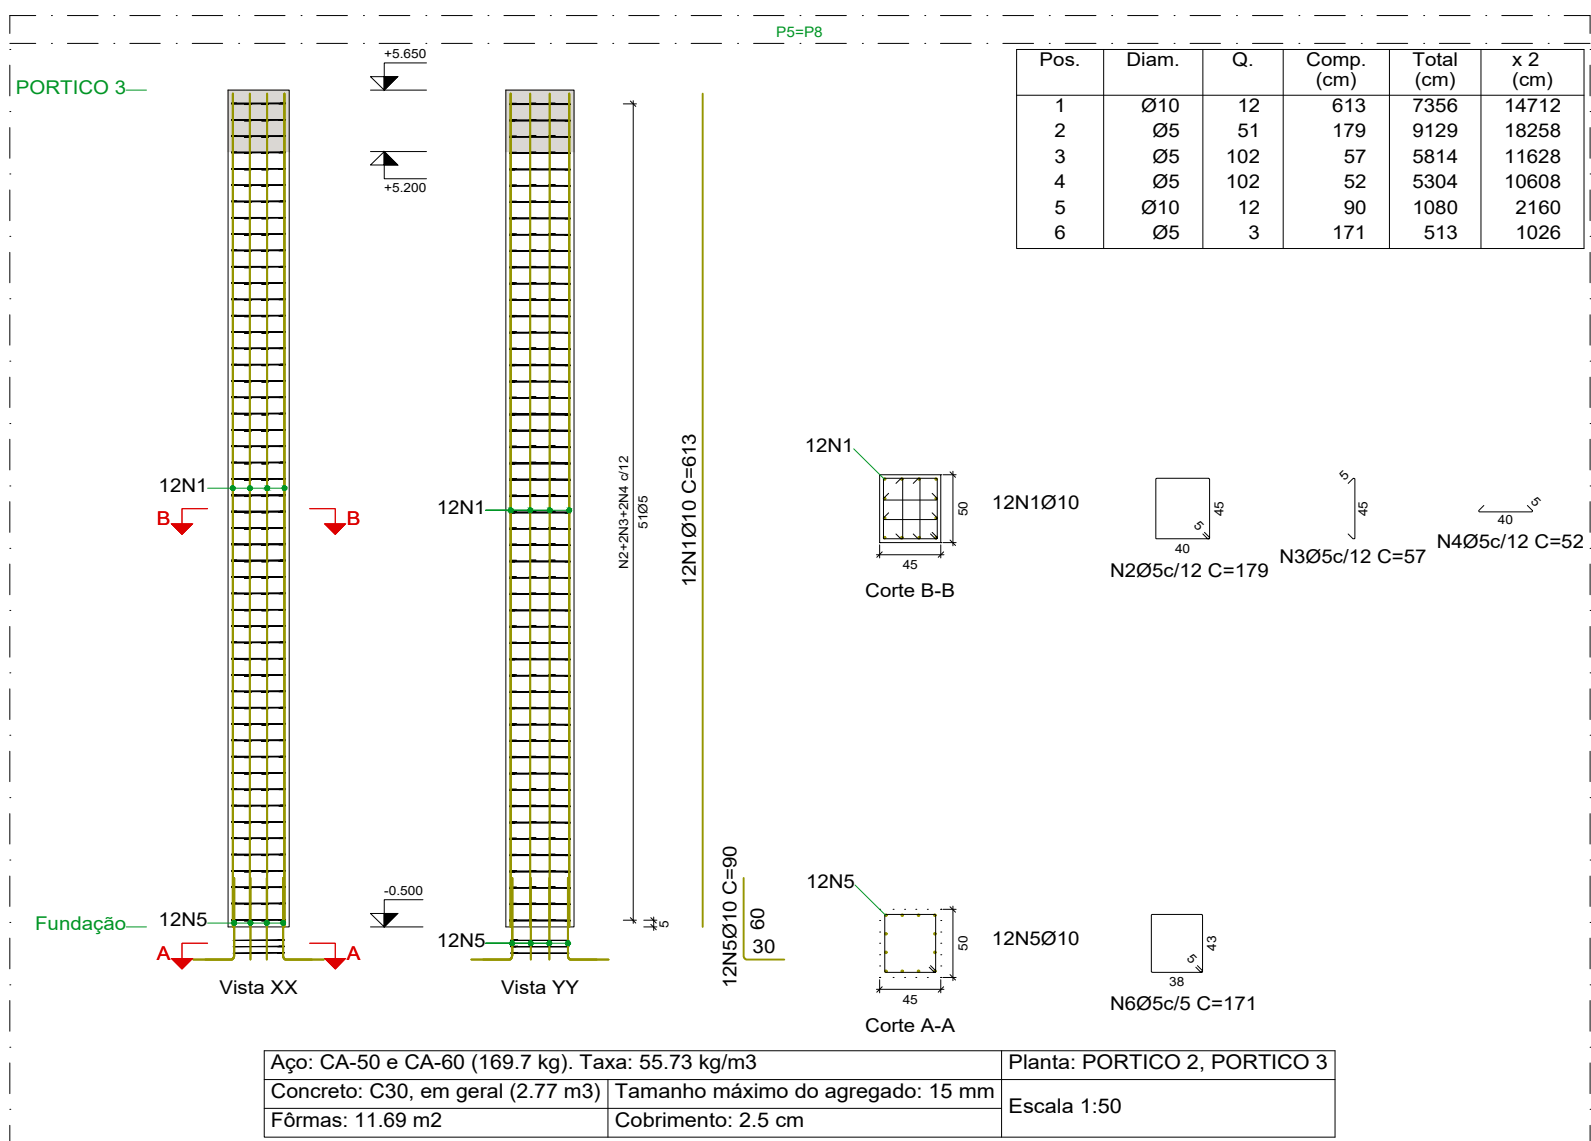 P5=P8
Pos. Diam. Q. Comp. (cm) Total (cm) x 2 (cm)
1 Ø10 12 613 7356 14712
2 Ø5 51 179 9129 18258
3 Ø5 102 57 5814 11628
4 Ø5 102 52 5304 10608
5 Ø10 12 90 1080 2160
6 Ø5 3 171 513 1026
PORTICO 3
+5.650
+5.200
12N1
B B
12N1
N2+2N3+2N4 c/12
51Ø5
12N1Ø10 C=613
12N1
50
45
Corte B-B
12N1Ø10
45
5
40
N2Ø5c/12 C=179
5
45
N3Ø5c/12 C=57
5
40
N4Ø5c/12 C=52
-0.500
Fundação
12N5
A A
Vista XX
12N5
Vista YY
5
12N5Ø10 C=90
60
30
12N5
50
45
Corte A-A
12N5Ø10
43
5
38
N6Ø5c/5 C=171
Aço: CA-50 e CA-60 (169.7 kg). Taxa: 55.73 kg/m3
Planta: PORTICO 2, PORTICO 3
Concreto: C30, em geral (2.77 m3)
Tamanho máximo do agregado: 15 mm
Escala 1:50
Fôrmas: 11.69 m2
Cobrimento: 2.5 cm